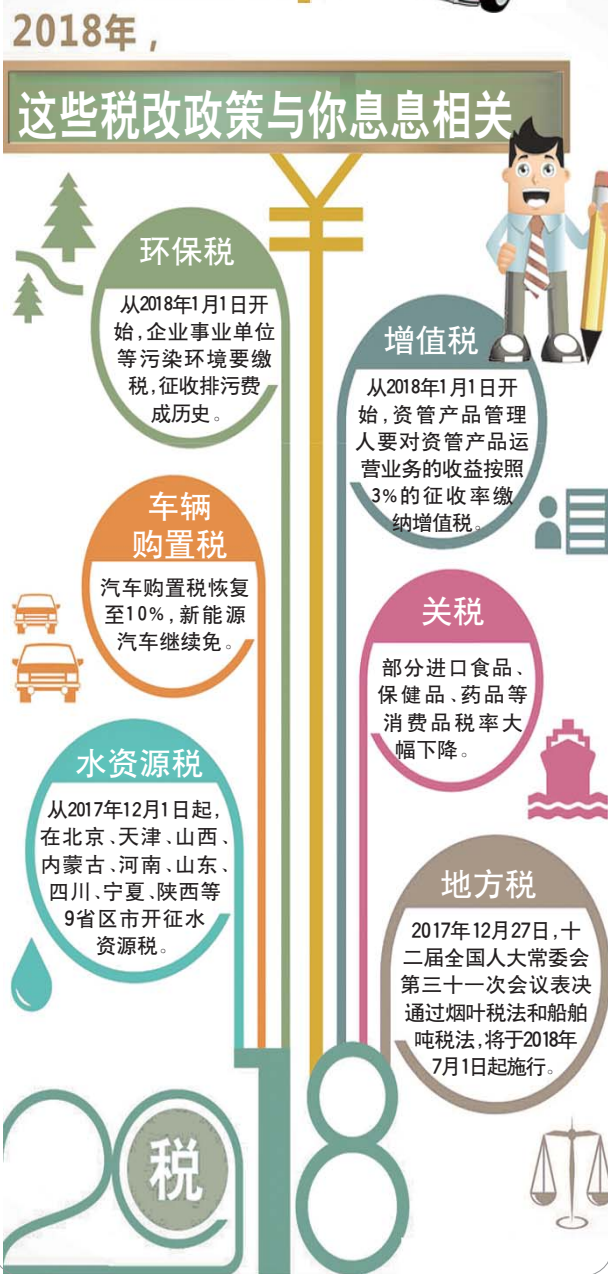 2018年，
这些税改政策与你息息相关
环保税
从2018年1月1日开
始，企业事业单位
等污染环境要缴
税，征收排污费
成历史。
增值税
从2018年1月1日开
始，资管产品管理
人要对资管产品运
营业务的收益按照
3%的征收率缴
纳增值税。
车辆
购置税
汽车购置税恢复
至10%，新能源
汽车继续免。
关税
部分进口食品、
保健品、药品等
消费品税率大
幅下降。
水资源税
从2017年12月1日起，
在北京、天津、山西、
内蒙古、河南、山东、
四川、宁夏、陕西等
9省区市开征水
资源税。
地方税
2017年12月27日，十
二届全国人大常委会
第三十一次会议表决
通过烟叶税法和船舶
吨税法，将于2018年
7月1日起施行。
2018
税